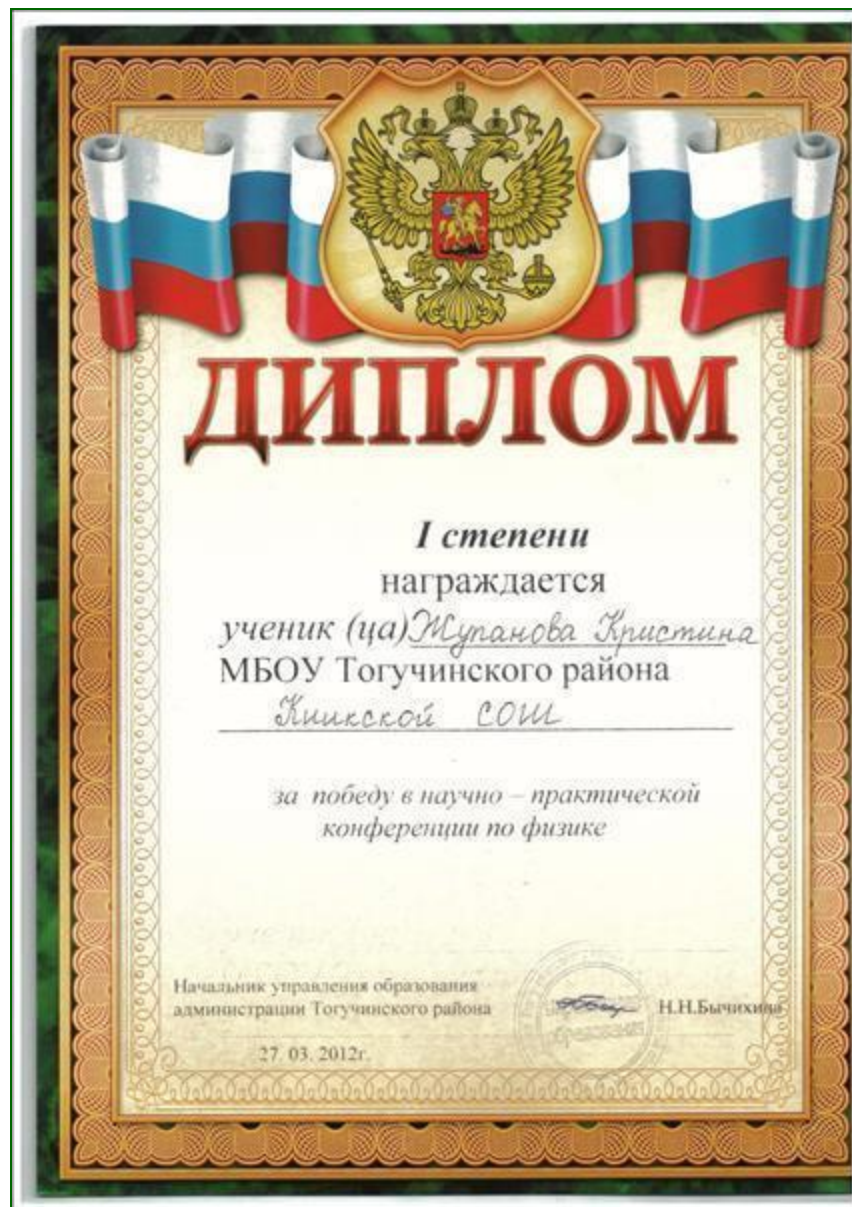 ДИПЛОМ
I степени
награждается
ученик (ца) Жупанова Кристина
МБОУ Тогучинского района
Киикской СОШ
за победу в научно – практической
конференции по физике
Начальник управления образования
администрации Тогучинского района
Н.Н.Бычихина
27. 03. 2012г.